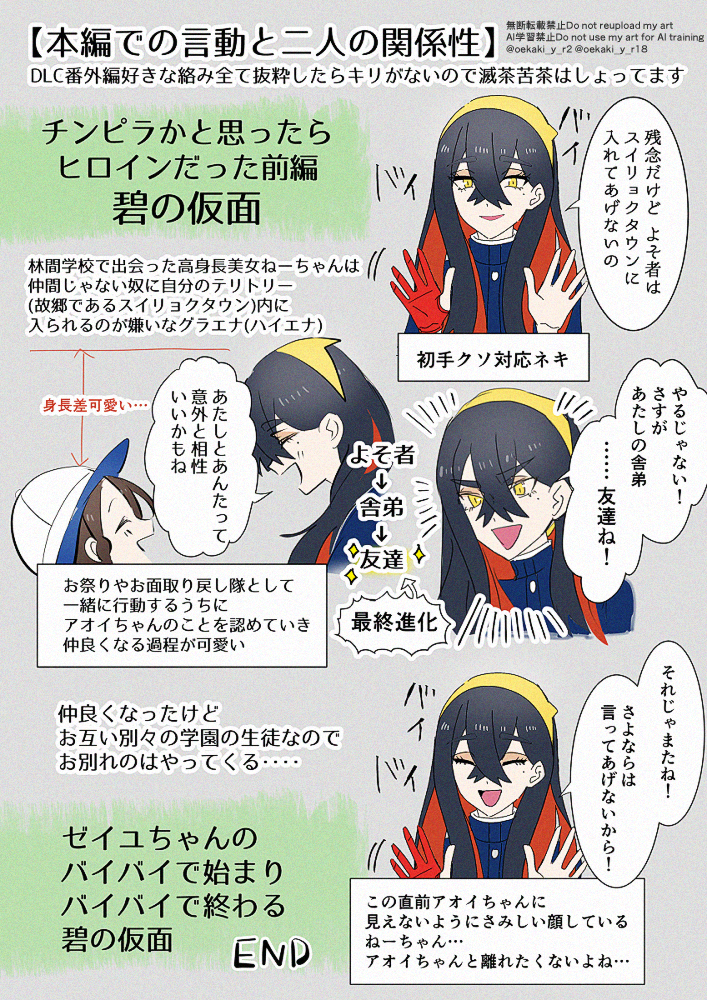 【本編での言動と二人の関係性】
無断転載禁止Do not reupload my art
AI学習禁止Do not use my art for AI training
@oekaki_y_r2 @oekaki_y_r18
DLC番外編好きな絡み全て抜粋したらキリがないので滅茶苦茶はしょってます
チンピラかと思ったら
ヒロインだった前編
碧の仮面
残念だけど よそ者は
スイリョクタウンに
入れてあげないの
バイ
バイ
林間学校で出会った高身長美女ねーちゃんは
仲間じゃない奴に自分のテリトリー
(故郷であるスイリョクタウン)内に
入られるのが嫌いなグラエナ(ハイエナ)
初手クソ対応ネキ
身長差可愛い…
やるじゃない!
さすが
あたしの舎弟
……友達ね!
あたしとあんたって
意外と相性
いいかもね
よそ者
↓
舎弟
↓
友達
最終進化
お祭りやお面取り戻し隊として
一緒に行動するうちに
アオイちゃんのことを認めていき
仲良くなる過程が可愛い
それじゃまたね!
さよならは
言ってあげないから!
バイ
バイ
仲良くなったけど
お互い別々の学園の生徒なので
お別れのはやってくる････
ゼイユちゃんの
バイバイで始まり
バイバイで終わる
碧の仮面
END
この直前アオイちゃんに
見えないようにさみしい顔している
ねーちゃん…
アオイちゃんと離れたくないよね…